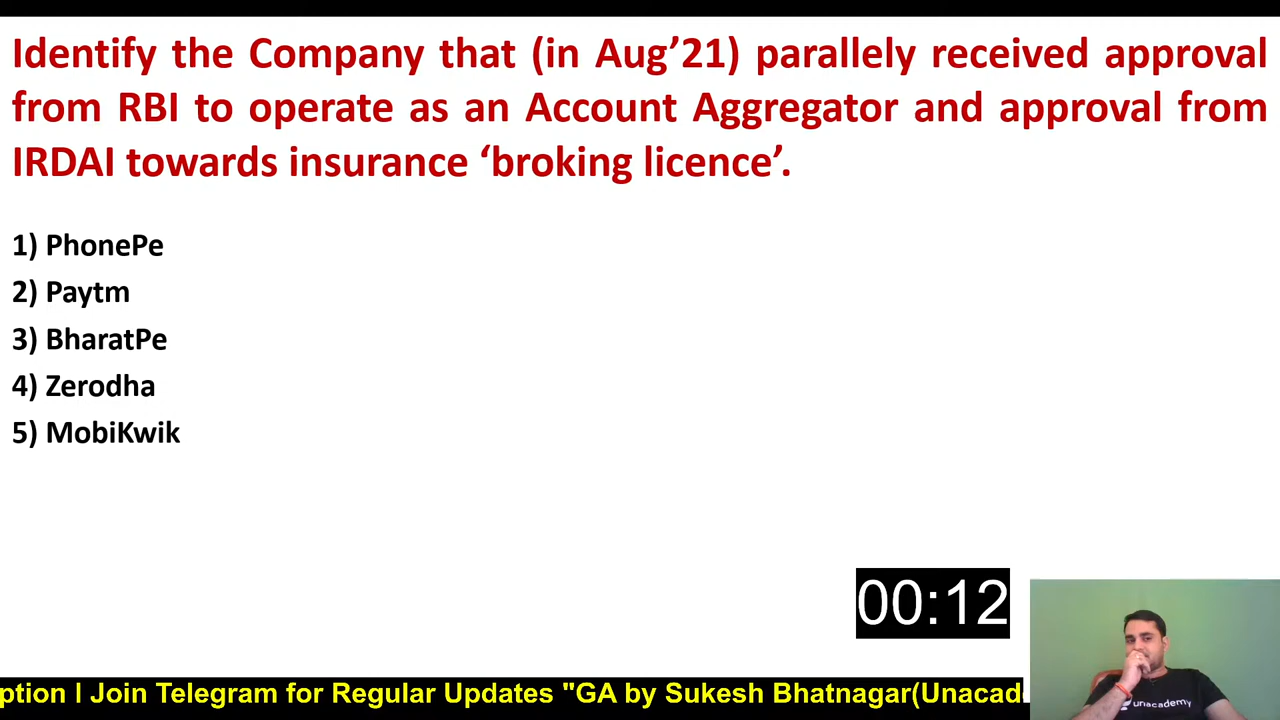 Identify the Company that (in Aug’21) parallely received approval
from RBI to operate as an Account Aggregator and approval from
IRDAI towards insurance ‘broking licence’.
1) PhonePe
2) Paytm
3) BharatPe
4) Zerodha
5) MobiKwik
00:12
unacademy
ption I Join Telegram for Regular Updates "GA by Sukesh Bhatnagar(Unacad